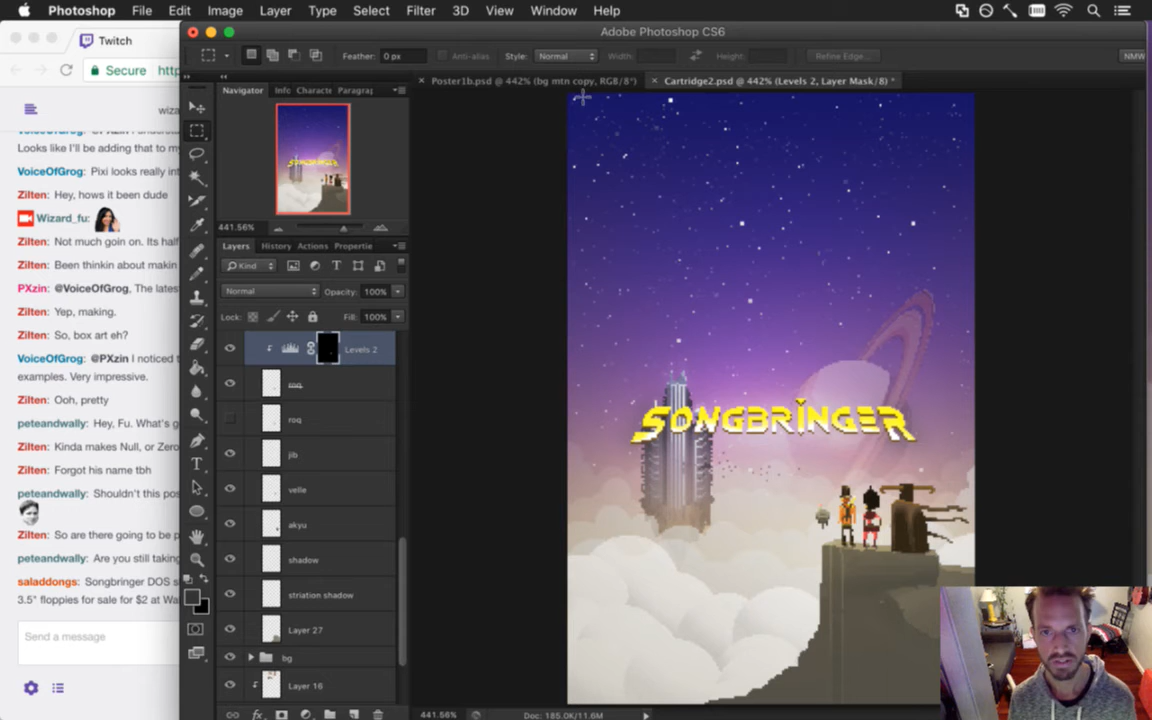 Photoshop File Edit Image Layer Type Select Filter 3D View Window Help
Twitch
Secure
wiza
Looks like I'll be adding that to my
VoiceOfGrog: Pixi looks really int
Zilten: Hey, hows it been dude
Wizard_fu:
Zilten: Not much goin on. Its half
Zilten: Been thinkin about makin
PXzin: @VoiceOfGrog, The lates
Zilten: Yep, making.
Zilten: So, box art eh?
VoiceOfGrog: @PXzin I noticed t
examples. Very impressive.
Zilten: Ooh, pretty
peteandwally: Hey, Fu. What's g
Zilten: Kinda makes Null, or Zero
Zilten: Forgot his name tbh
peteandwally: Shouldn't this pos
Zilten: So are there going to be p
peteandwally: Are you still taking
saladdongs: Songbringer DOS s
3.5" floppies for sale for $2 at Wa
Send a message
Adobe Photoshop CS6
Feather: 0 px Anti-alias Style: Normal Width: Height: Refine Edge... NMW
Poster1b.psd @ 442% (bg mtn copy, RGB/8*)
Cartridge2.psd @ 442% (Levels 2, Layer Mask/8) *
Navigator Info Charact Paragraph
441.56%
Layers History Actions Propertie
Kind
Normal Opacity: 100%
Lock: Fill: 100%
Levels 2
roq
roq
jib
velle
akyu
shadow
striation shadow
Layer 27
bg
Layer 16
SONGBRINGER
441.56% Doc: 185.0K/11.6M